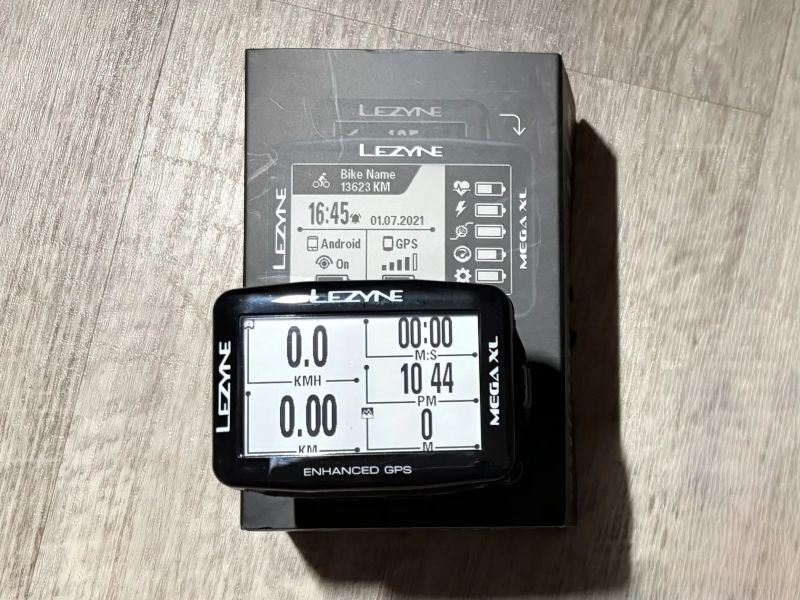 LEZYNE
LEZYNE
Bike Name
13623 KM
16:45
01.07.2021
Android
GPS
On
LEZYNE
MEGA XL
LEZYNE
0.0
KMH
0.00
KM
00:00
M:S
10 44
PM
0
M
LEZYNE
MEGA XL
ENHANCED GPS